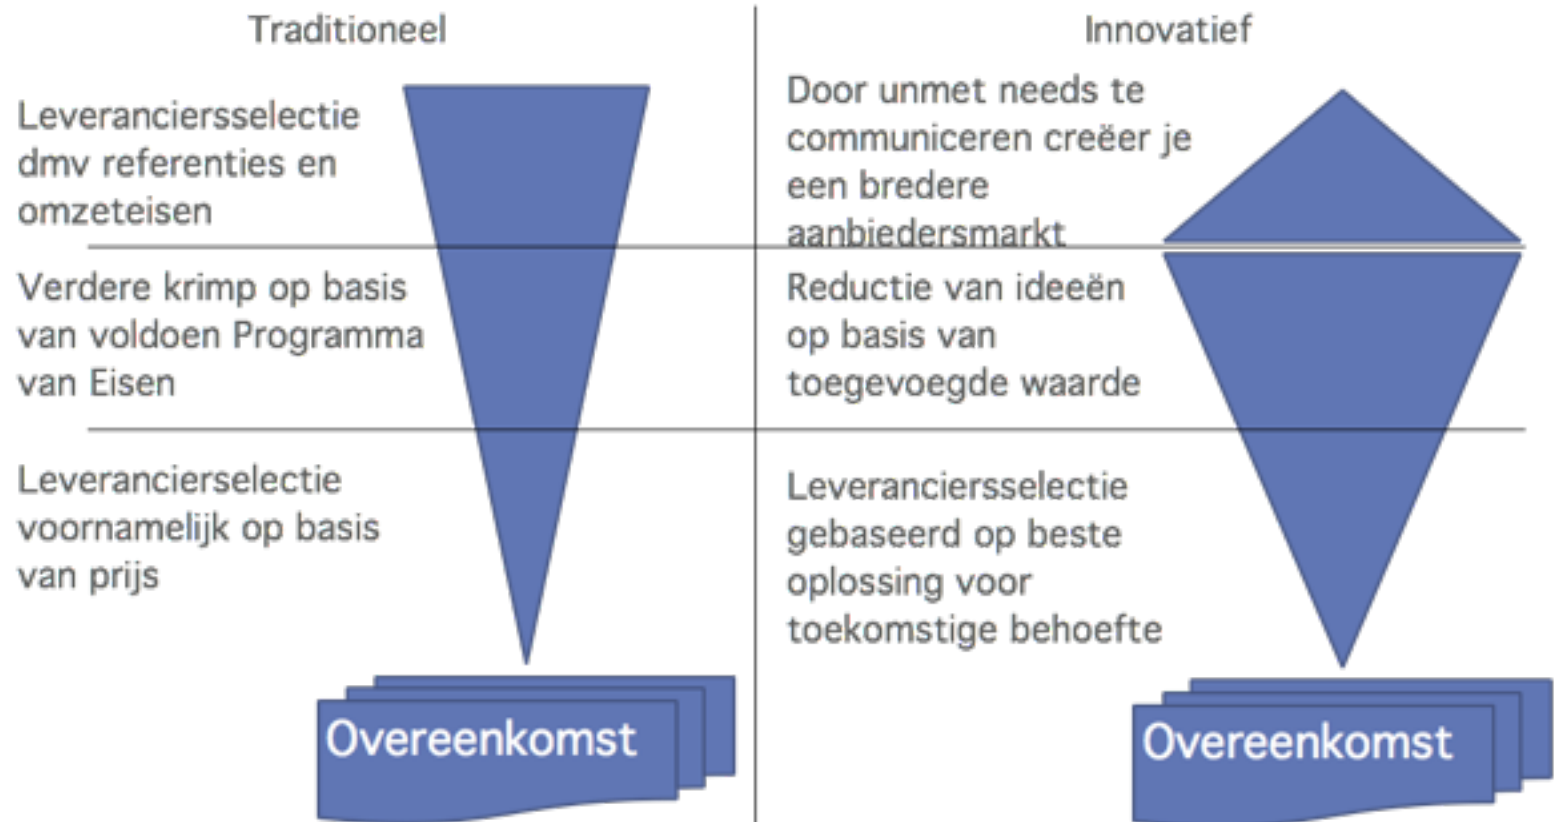 Traditioneel
Leveranciersselectie
dmv referenties en
omzeteisen
Verdere krimp op basis
van voldoen Programma
van Eisen
Leverancierselectie
voornamelijk op basis
van prijs
Overeenkomst
Innovatief
Door unmet needs te
communiceren creëer je
een bredere
aanbiedersmarkt
Reductie van ideeën
op basis van
toegevoegde waarde
Leveranciersselectie
gebaseerd op beste
oplossing voor
toekomstige behoefte
Overeenkomst